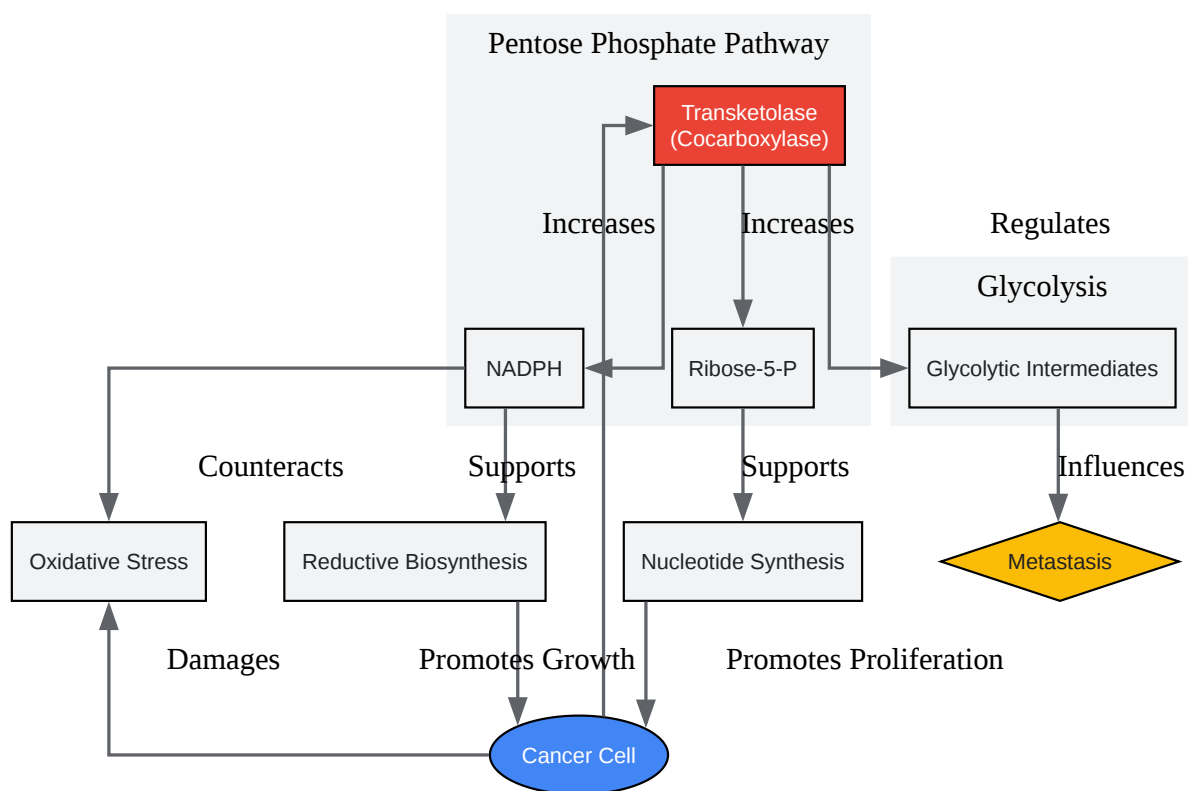 Pentose Phosphate Pathway
Transketolase
(Cocarboxylase)
Increases
Increases
Regulates
Glycolysis
NADPH
Ribose-5-P
Glycolytic Intermediates
Counteracts
Supports
Supports
Influences
Oxidative Stress
Reductive Biosynthesis
Nucleotide Synthesis
Metastasis
Damages
Promotes Growth
Promotes Proliferation
Cancer Cell